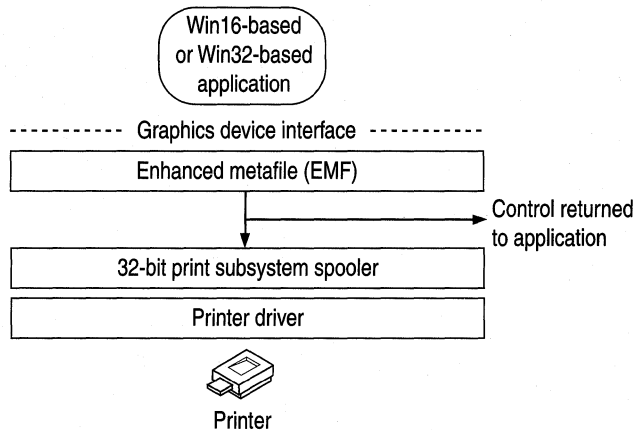 Win16-based
or Win32-based
application
Graphics device interface
Enhanced metafile (EMF)
Control returned
to application
32-bit print subsystem spooler
Printer driver
Printer